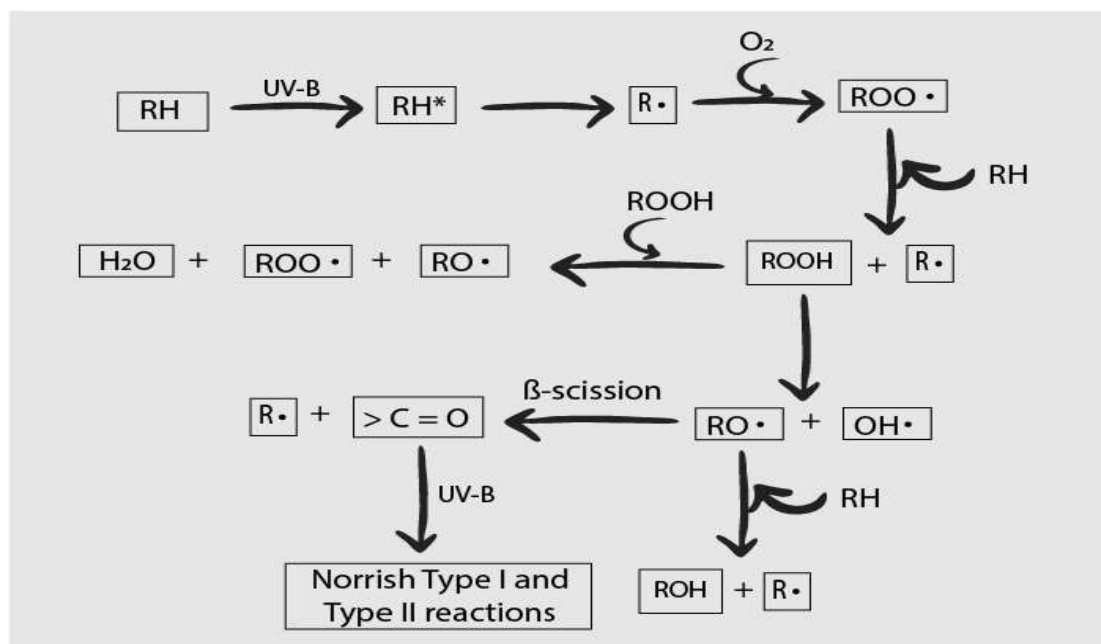 O₂
UV-B
RH
RH*
R•
ROO •
RH
ROOH
H₂O + ROO • + RO •
ROOH + R•
ß-scission
R• + > C = O
RO • + OH•
UV-B
RH
Norrish Type I and
Type II reactions
ROH + R•